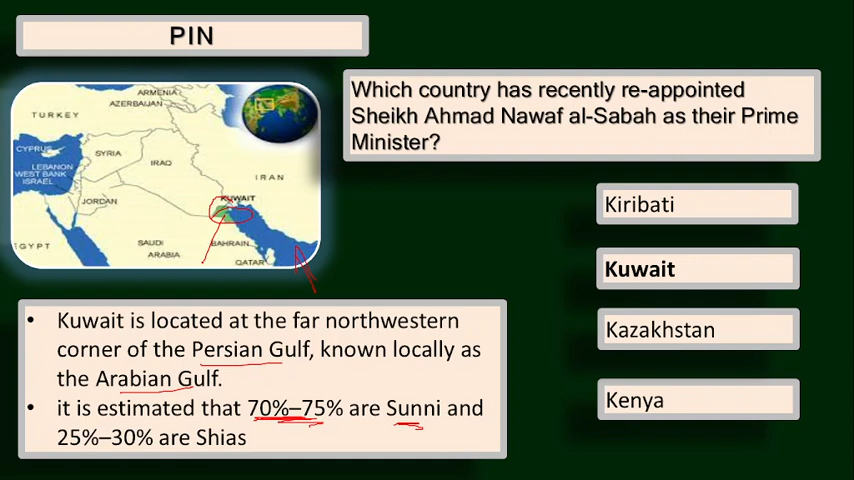 PIN
ARMENIA
AZERBAIJAN
TURKEY
CYPRUS
SYRIA
LEBANON
WEST BANK
ISRAEL
IRAQ
IRAN
JORDAN
KUWAIT
EGYPT
SAUDI
ARABIA
BAHRAIN
QATAR
Which country has recently re-appointed
Sheikh Ahmad Nawaf al-Sabah as their Prime
Minister?
Kiribati
Kuwait
Kazakhstan
Kenya
• Kuwait is located at the far northwestern
corner of the Persian Gulf, known locally as
the Arabian Gulf.
• it is estimated that 70%–75% are Sunni and
25%–30% are Shias